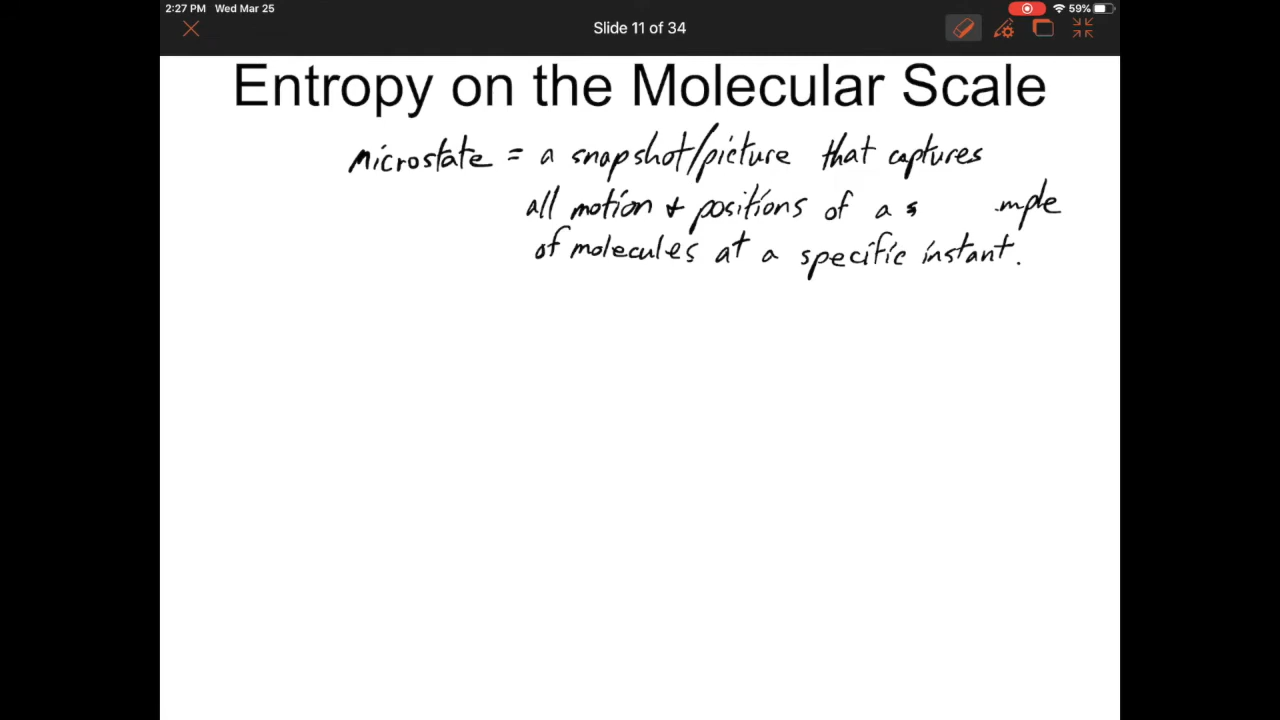 2:27 PM Wed Mar 25
59%
Slide 11 of 34
Entropy on the Molecular Scale
Microstate = a snapshot/picture that captures
all motion + positions of a s mple
of molecules at a specific instant.